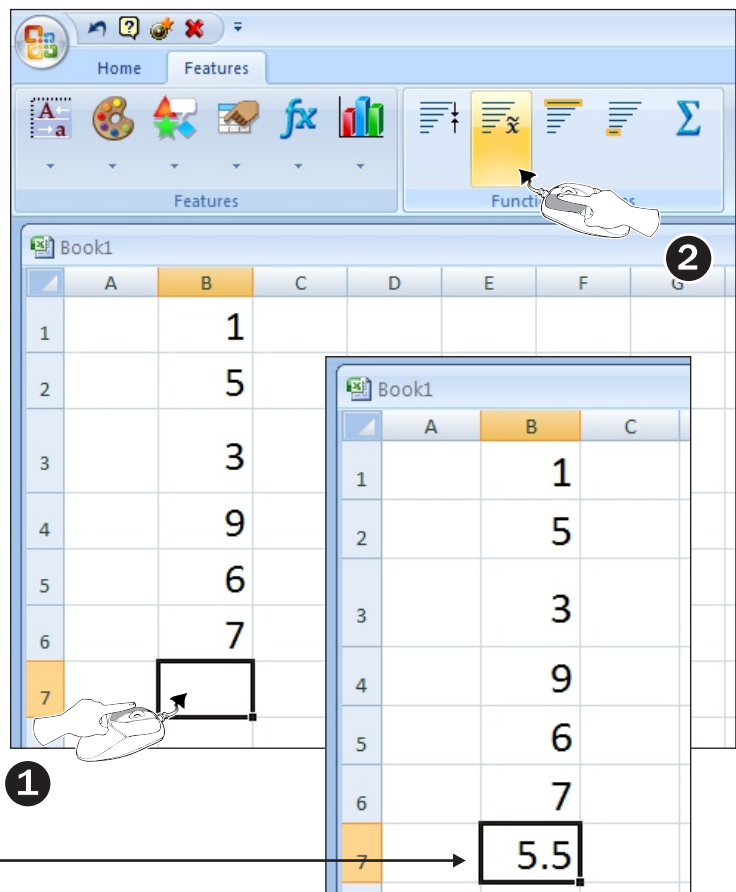 Home Features
A
a
fx
x̃
Σ
Features
Functi s
2
Book1
A B C D E F G
1 1
2 5
3 3
4 9
5 6
6 7
7
1
Book1
A B C
1 1
2 5
3 3
4 9
5 6
6 7
7 5.5